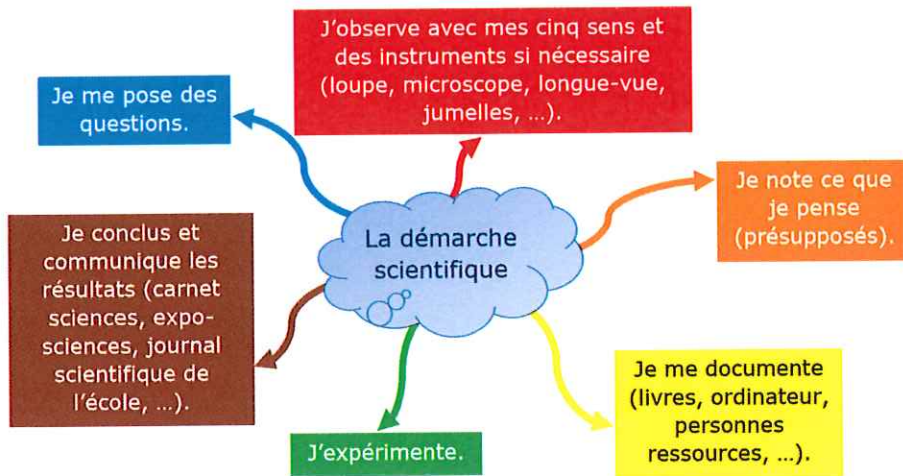 Je me pose des
questions.
J'observe avec mes cinq sens et
des instruments si nécessaire
(loupe, microscope, longue-vue,
jumelles, ...).
Je note ce que
je pense
(présupposés).
La démarche
scientifique
Je conclus et
communique les
résultats (carnet
sciences, expo-
sciences, journal
scientifique de
l'école, ...).
J'expérimente.
Je me documente
(livres, ordinateur,
personnes
ressources, ...).